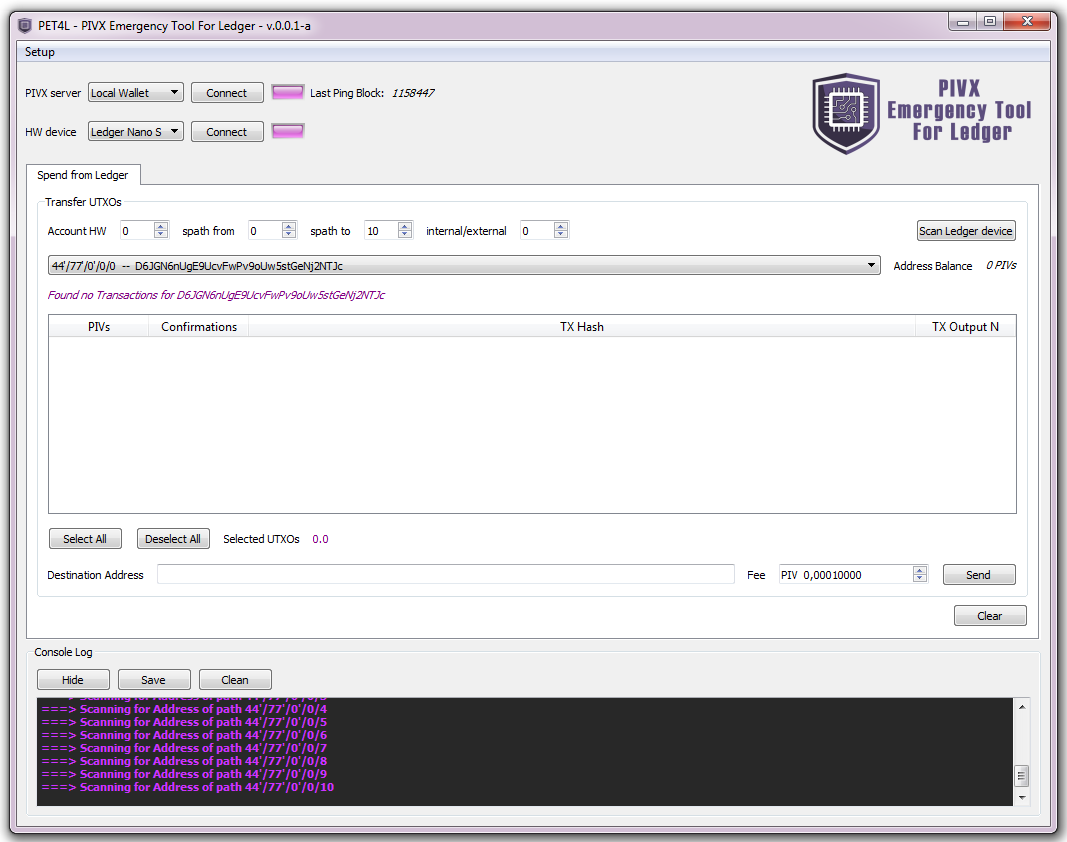 PET4L - PIVX Emergency Tool For Ledger - v.0.0.1-a
Setup
PIVX server Local Wallet Connect Last Ping Block: 1158447
HW device Ledger Nano S Connect
PIVX
Emergency Tool
For Ledger
Spend from Ledger
Transfer UTXOs
Account HW 0 spath from 0 spath to 10 internal/external 0 Scan Ledger device
44'/77'/0'/0/0 -- D6JGN6nUgE9UcvFwPv9oUw5stGeNj2NTJc Address Balance 0 PIVs
Found no Transactions for D6JGN6nUgE9UcvFwPv9oUw5stGeNj2NTJc
PIVs Confirmations TX Hash TX Output N
Select All Deselect All Selected UTXOs 0.0
Destination Address Fee PIV 0,00010000 Send
Clear
Console Log
Hide Save Clean
===> Scanning for Address of path 44'/77'/0'/0/4
===> Scanning for Address of path 44'/77'/0'/0/5
===> Scanning for Address of path 44'/77'/0'/0/6
===> Scanning for Address of path 44'/77'/0'/0/7
===> Scanning for Address of path 44'/77'/0'/0/8
===> Scanning for Address of path 44'/77'/0'/0/9
===> Scanning for Address of path 44'/77'/0'/0/10